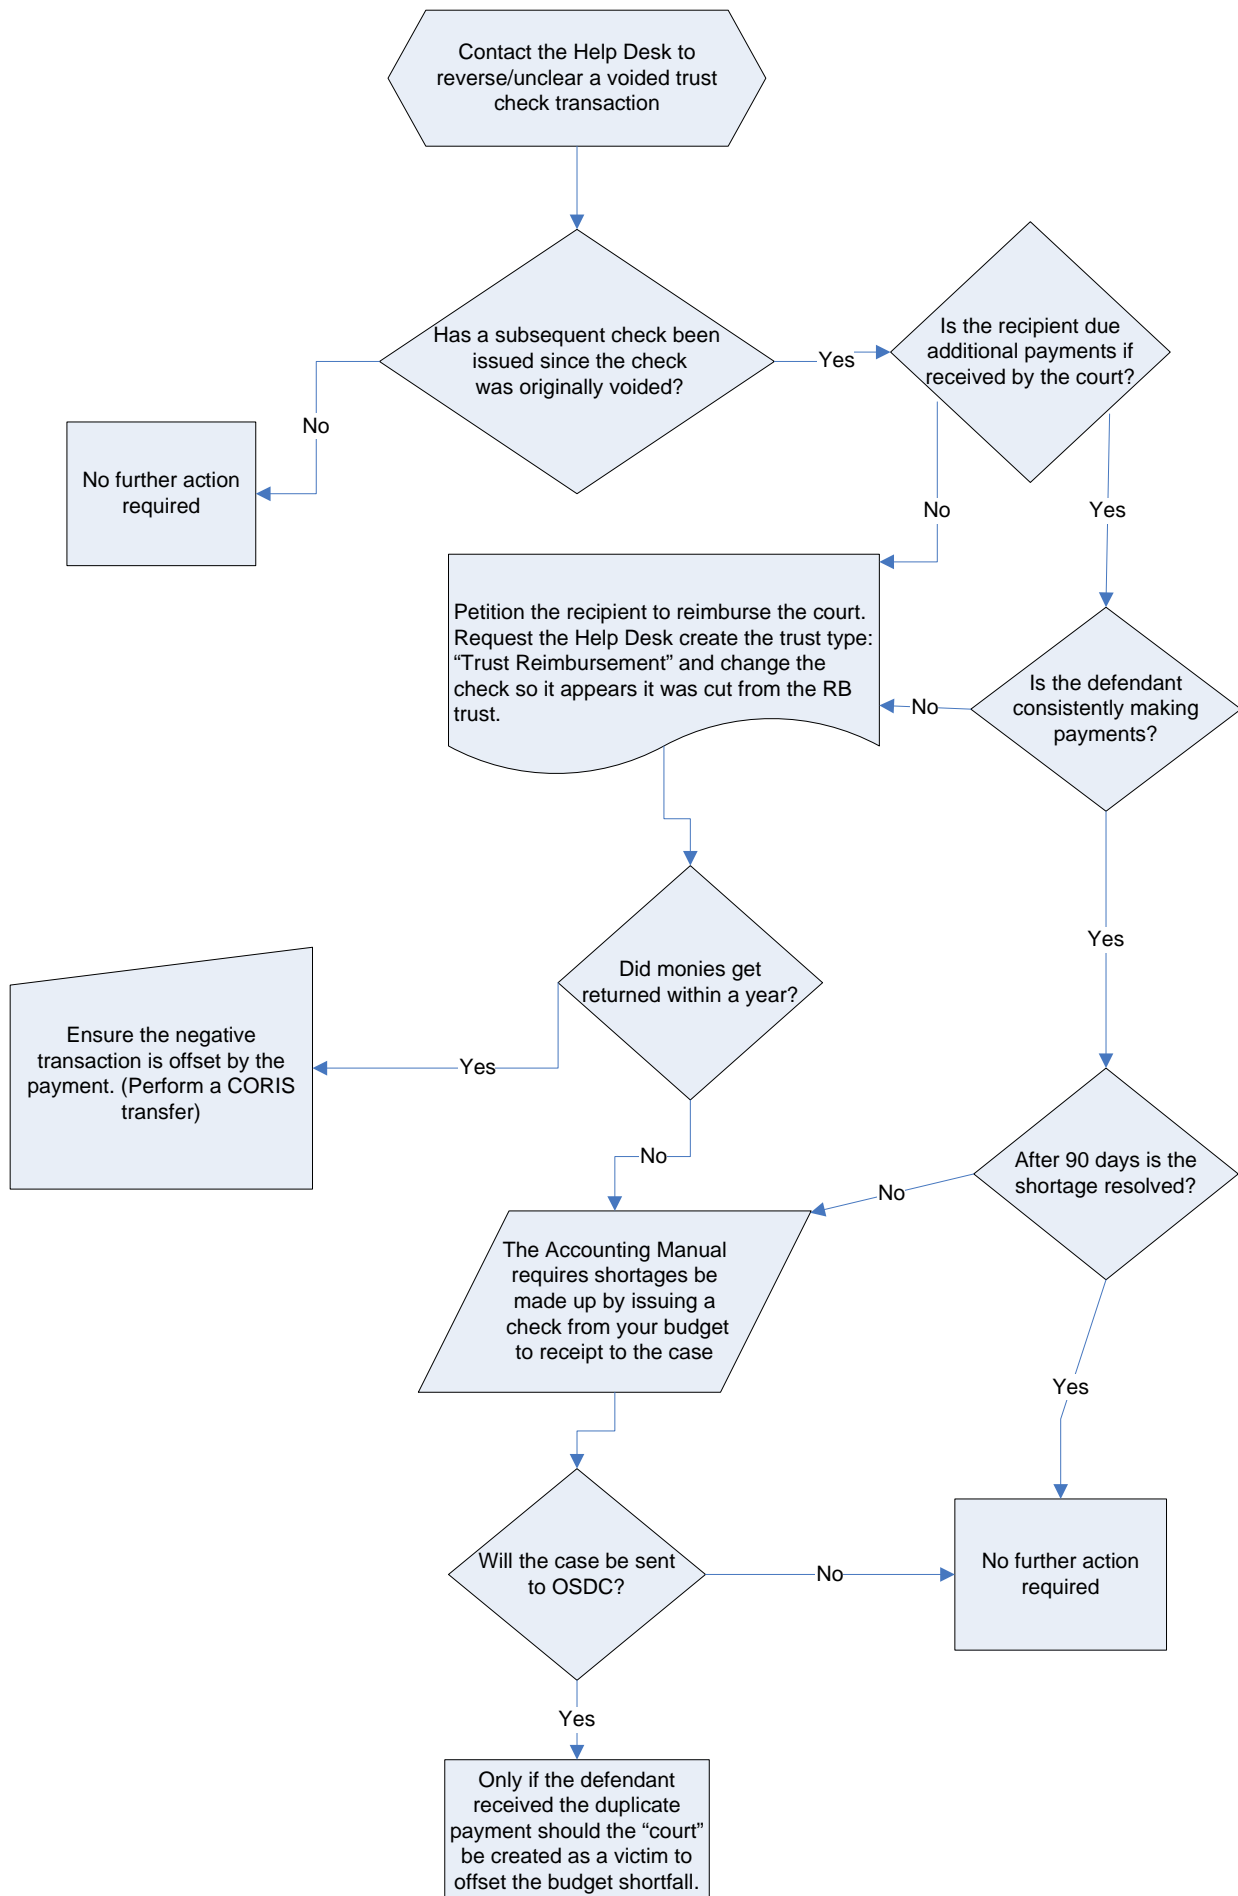 Contact the Help Desk to
reverse/unclear a voided trust
check transaction
Has a subsequent check been
issued since the check
was originally voided?
Yes
Is the recipient due
additional payments if
received by the court?
No
No further action
required
No
Yes
Petition the recipient to reimburse the court.
Request the Help Desk create the trust type:
“Trust Reimbursement” and change the
check so it appears it was cut from the RB
trust.
No
Is the defendant
consistently making
payments?
Yes
Did monies get
returned within a year?
Yes
Ensure the negative
transaction is offset by the
payment. (Perform a CORIS
transfer)
No
After 90 days is the
shortage resolved?
No
The Accounting Manual
requires shortages be
made up by issuing a
check from your budget
to receipt to the case
Yes
Will the case be sent
to OSDC?
No
No further action
required
Yes
Only if the defendant
received the duplicate
payment should the “court”
be created as a victim to
offset the budget shortfall.